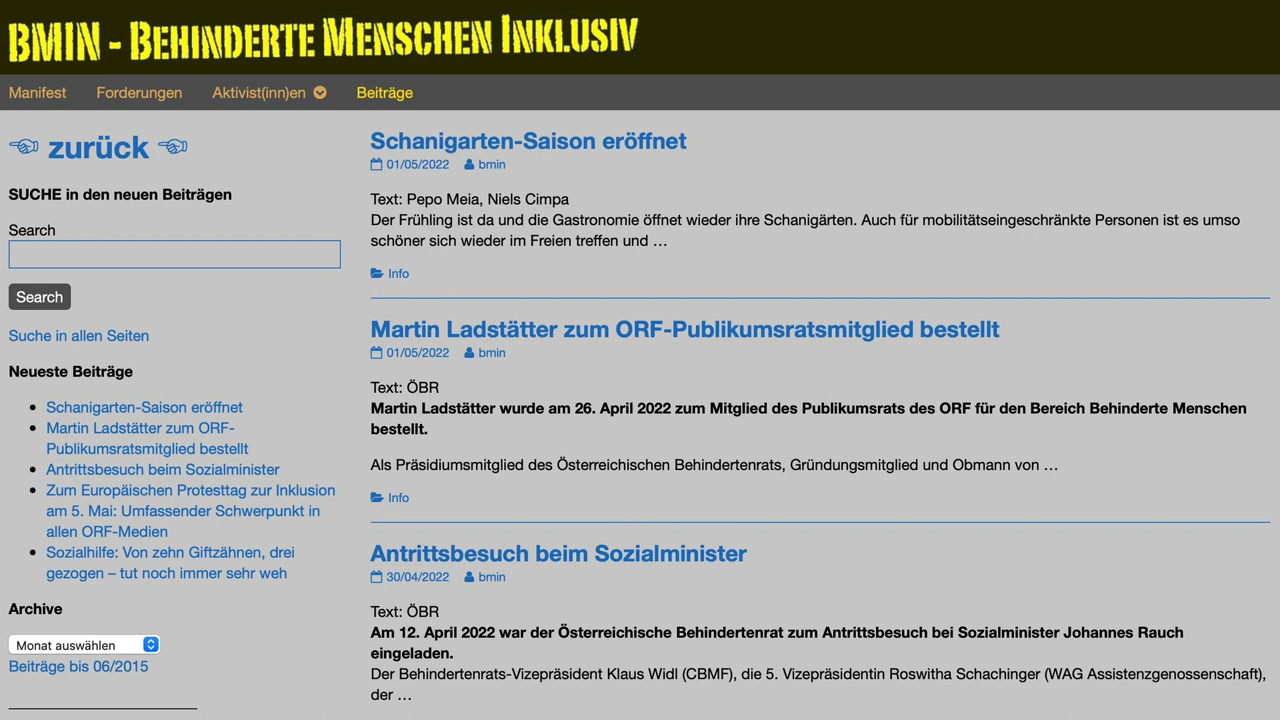 BMIN - Behinderte Menschen Inklusiv
Manifest Forderungen Aktivist(inn)en Beiträge
zurück
SUCHE in den neuen Beiträgen
Search
Search
Suche in allen Seiten
Neueste Beiträge
Schanigarten-Saison eröffnet
Martin Ladstätter zum ORF-
Publikumsratsmitglied bestellt
Antrittsbesuch beim Sozialminister
Zum Europäischen Protesttag zur Inklusion
am 5. Mai: Umfassender Schwerpunkt in
allen ORF-Medien
Sozialhilfe: Von zehn Giftzähnen, drei
gezogen – tut noch immer sehr weh
Archive
Monat auswählen
Beiträge bis 06/2015
Schanigarten-Saison eröffnet
01/05/2022 bmin
Text: Pepo Meia, Niels Cimpa
Der Frühling ist da und die Gastronomie öffnet wieder ihre Schanigärten. Auch für mobilitätseingeschränkte Personen ist es umso
schöner sich wieder im Freien treffen und …
Info
Martin Ladstätter zum ORF-Publikumsratsmitglied bestellt
01/05/2022 bmin
Text: ÖBR
Martin Ladstätter wurde am 26. April 2022 zum Mitglied des Publikumsrats des ORF für den Bereich Behinderte Menschen
bestellt.
Als Präsidiumsmitglied des Österreichischen Behindertenrats, Gründungsmitglied und Obmann von …
Info
Antrittsbesuch beim Sozialminister
30/04/2022 bmin
Text: ÖBR
Am 12. April 2022 war der Österreichische Behindertenrat zum Antrittsbesuch bei Sozialminister Johannes Rauch
eingeladen.
Der Behindertenrats-Vizepräsident Klaus Widl (CBMF), die 5. Vizepräsidentin Roswitha Schachinger (WAG Assistenzgenossenschaft),
der …